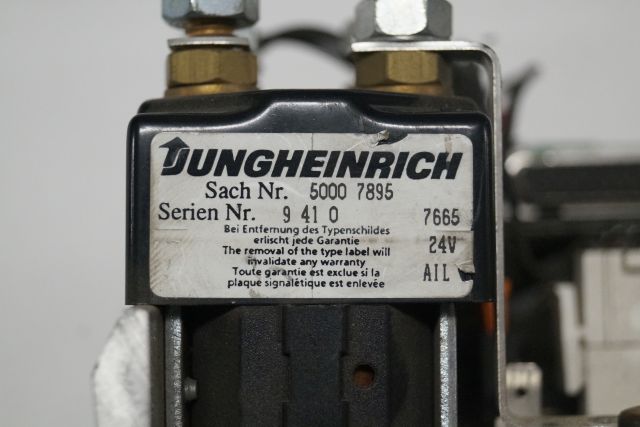 JUNGHEINRICH
Sach Nr. 5000 7895
Serien Nr. 9 41 0 7665
Bei Entfernung des Typenschildes
erlischt jede Garantie 24V
The removal of the type label will
invalidate any warranty
Toute garantie est exclue si la AIL
plaque signalétique est enlevée